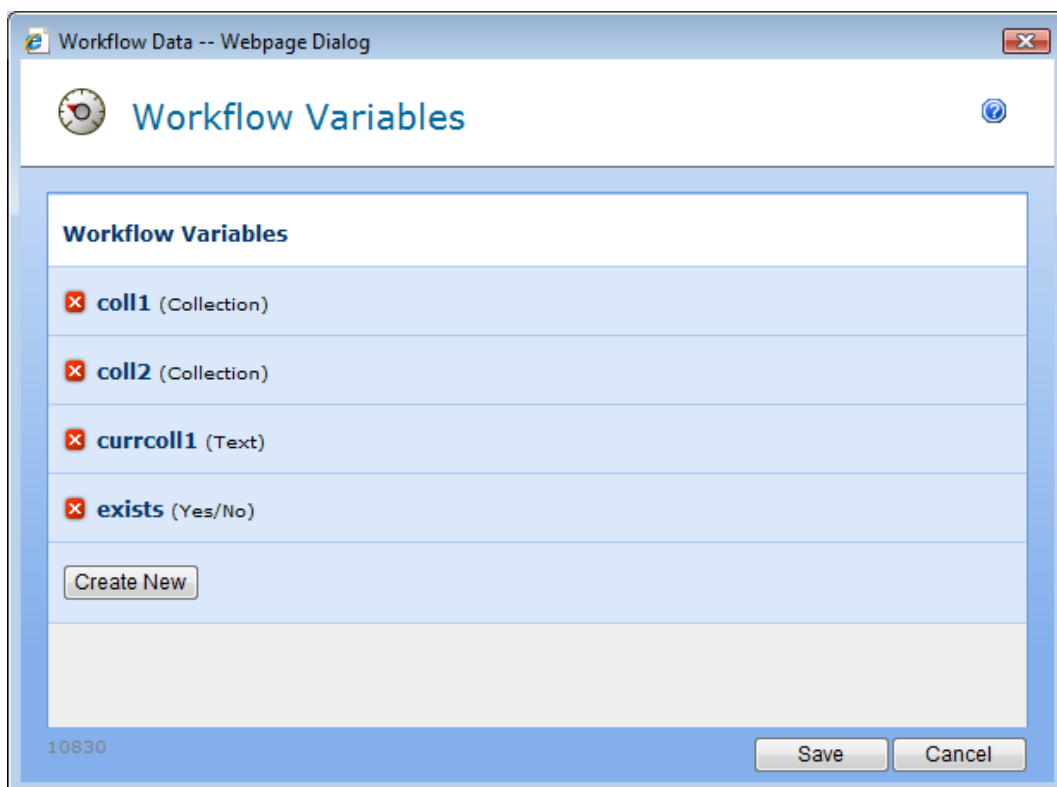 Workflow Data -- Webpage Dialog
Workflow Variables
Workflow Variables
coll1 (Collection)
coll2 (Collection)
currcoll1 (Text)
exists (Yes/No)
Create New
10830
Save Cancel